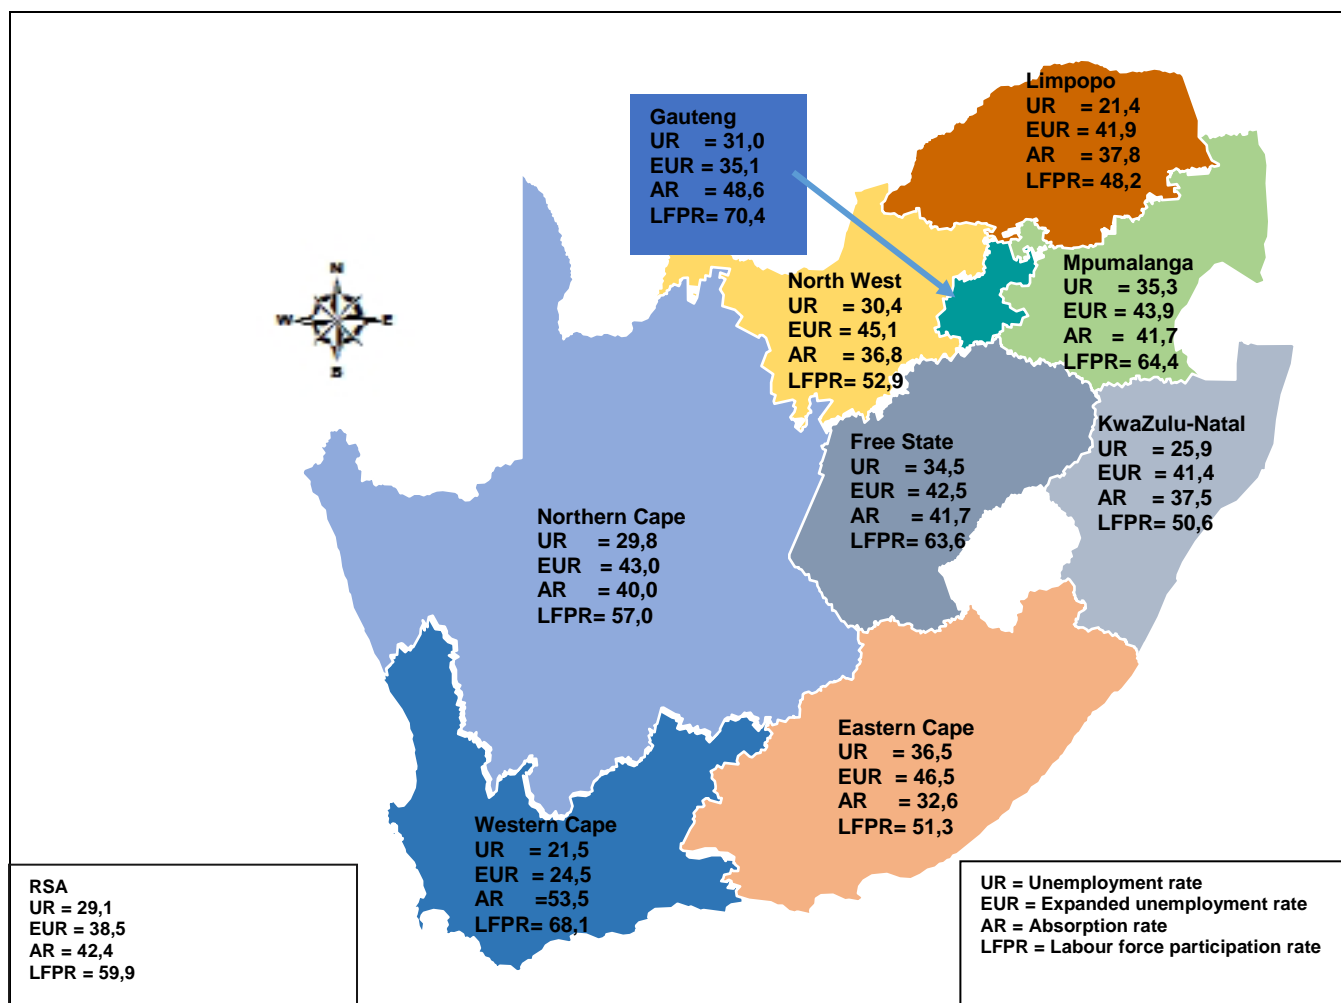 Limpopo
UR = 21,4
EUR = 41,9
AR = 37,8
LFPR= 48,2
Gauteng
UR = 31,0
EUR = 35,1
AR = 48,6
LFPR= 70,4
Mpumalanga
UR = 35,3
EUR = 43,9
AR = 41,7
LFPR= 64,4
North West
UR = 30,4
EUR = 45,1
AR = 36,8
LFPR= 52,9
N
W
E
S
KwaZulu-Natal
UR = 25,9
EUR = 41,4
AR = 37,5
LFPR= 50,6
Free State
UR = 34,5
EUR = 42,5
AR = 41,7
LFPR= 63,6
Northern Cape
UR = 29,8
EUR = 43,0
AR = 40,0
LFPR= 57,0
Eastern Cape
UR = 36,5
EUR = 46,5
AR = 32,6
LFPR= 51,3
Western Cape
UR = 21,5
EUR = 24,5
AR =53,5
LFPR= 68,1
RSA
UR = 29,1
EUR = 38,5
AR = 42,4
LFPR = 59,9
UR = Unemployment rate
EUR = Expanded unemployment rate
AR = Absorption rate
LFPR = Labour force participation rate